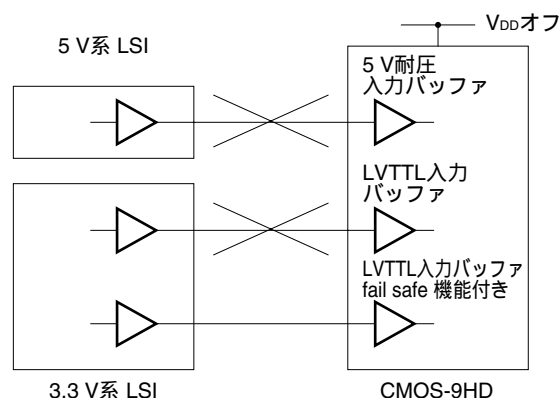 VDDオフ
5 V系 LSI
5 V耐圧
入力バッファ
LVTTL入力
バッファ
LVTTL入力バッファ
fail safe 機能付き
3.3 V系 LSI
CMOS-9HD